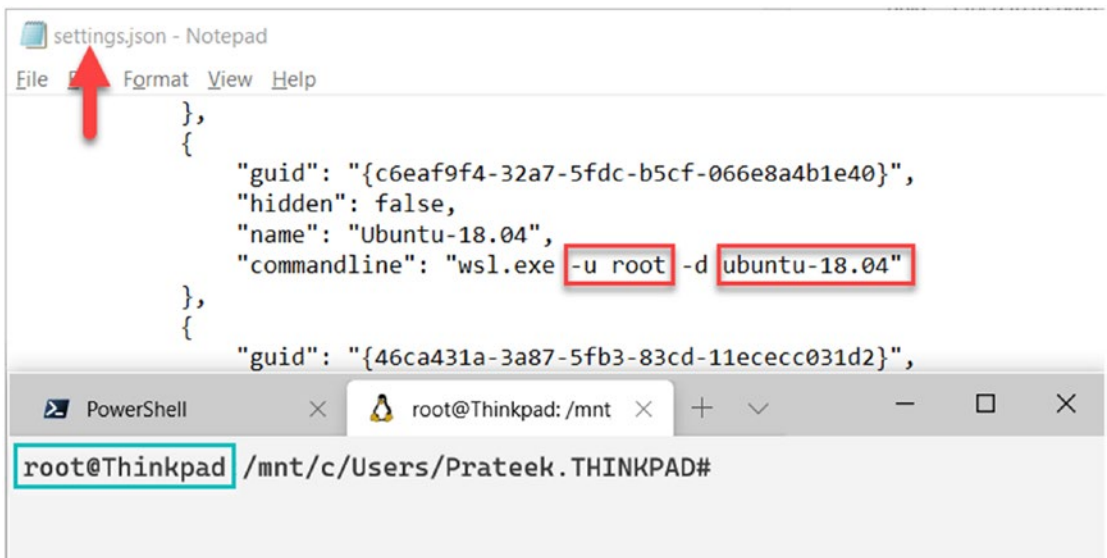 settings.json - Notepad
File Format View Help
},
{
"guid": "{c6eaf9f4-32a7-5fdc-b5cf-066e8a4b1e40}",
"hidden": false,
"name": "Ubuntu-18.04",
"commandline": "wsl.exe -u root -d ubuntu-18.04"
},
{
"guid": "{46ca431a-3a87-5fb3-83cd-11ececc031d2}",
PowerShell root@Thinkpad: /mnt
root@Thinkpad /mnt/c/Users/Prateek.THINKPAD#